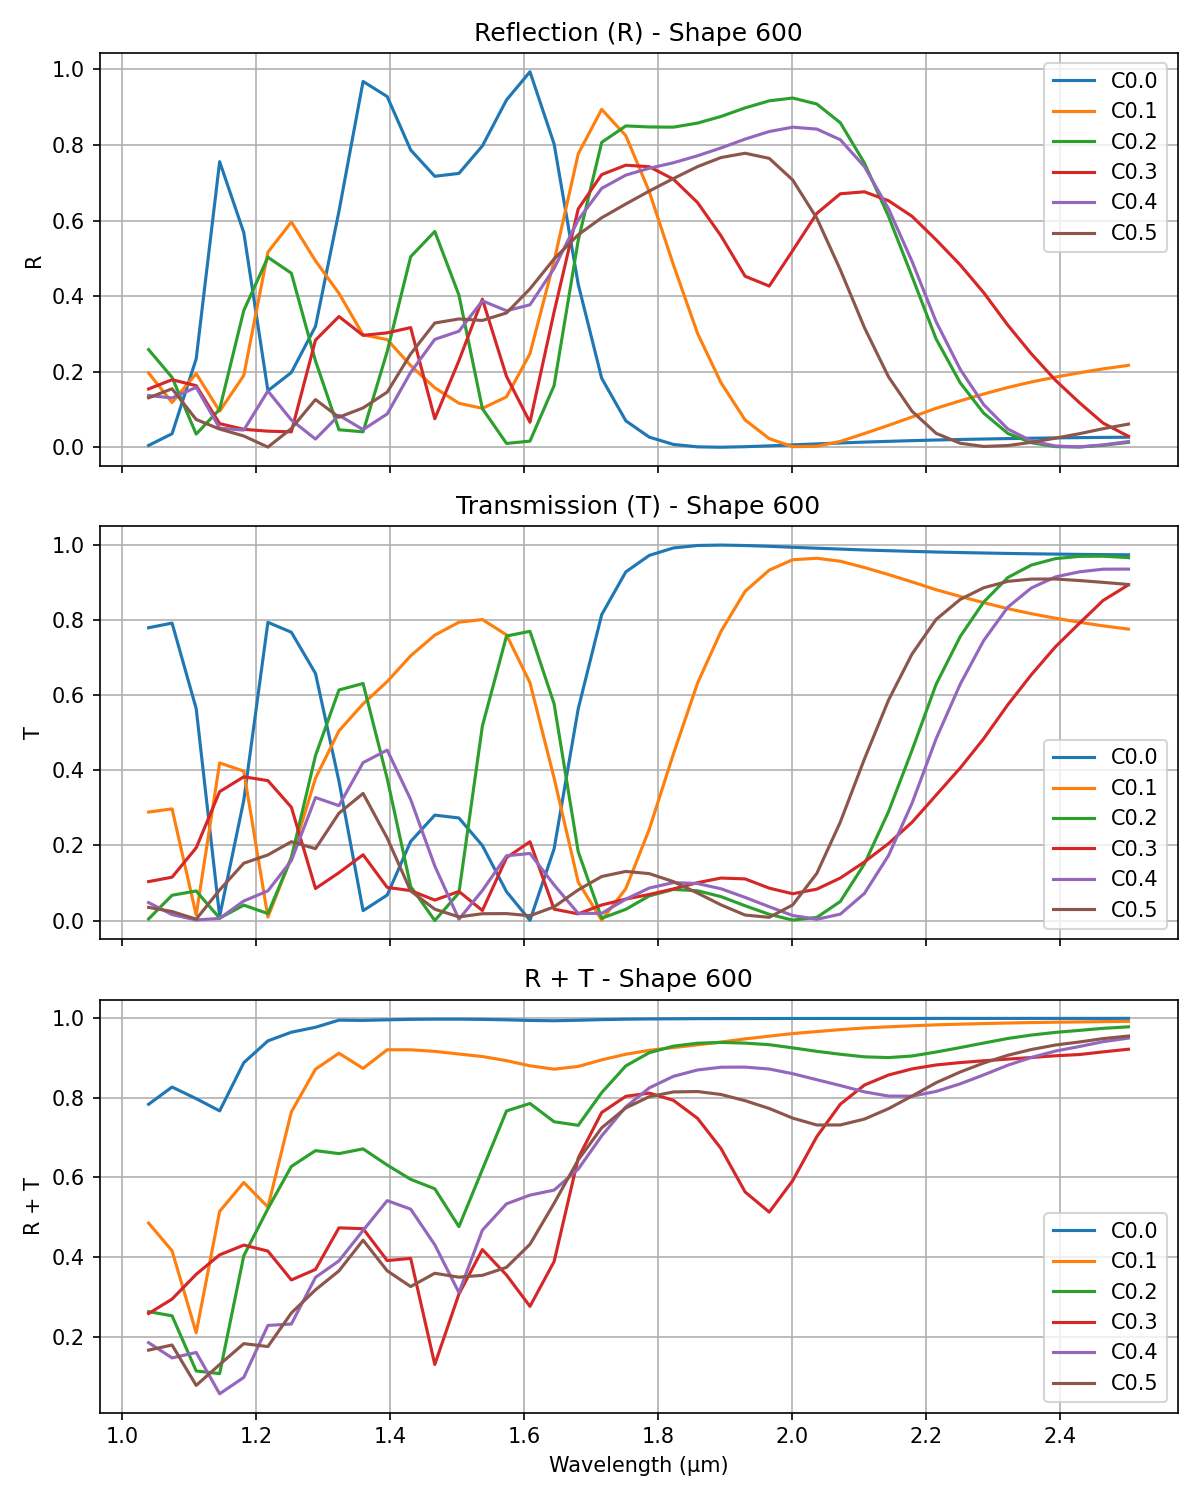 Reflection (R) - Shape 600
1.0
0.8
0.6
0.4
0.2
0.0
R
C0.0
C0.1
C0.2
C0.3
C0.4
C0.5
Transmission (T) - Shape 600
1.0
0.8
0.6
0.4
0.2
0.0
T
C0.0
C0.1
C0.2
C0.3
C0.4
C0.5
R + T - Shape 600
1.0
0.8
0.6
0.4
0.2
R + T
C0.0
C0.1
C0.2
C0.3
C0.4
C0.5
1.0 1.2 1.4 1.6 1.8 2.0 2.2 2.4
Wavelength (μm)